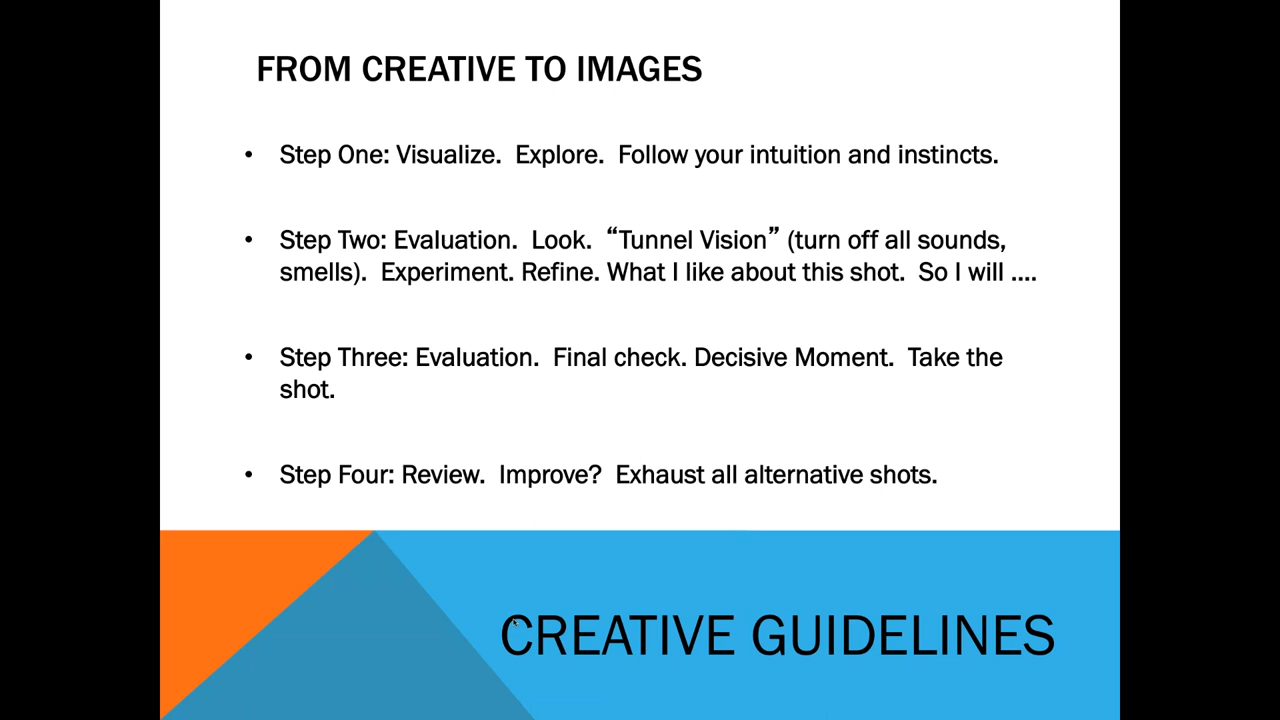 FROM CREATIVE TO IMAGES
• Step One: Visualize.  Explore.  Follow your intuition and instincts.
• Step Two: Evaluation.  Look.  “Tunnel Vision” (turn off all sounds,
smells).  Experiment. Refine. What I like about this shot.  So I will ....
• Step Three: Evaluation.  Final check. Decisive Moment.  Take the
shot.
• Step Four: Review.  Improve?  Exhaust all alternative shots.
CREATIVE GUIDELINES